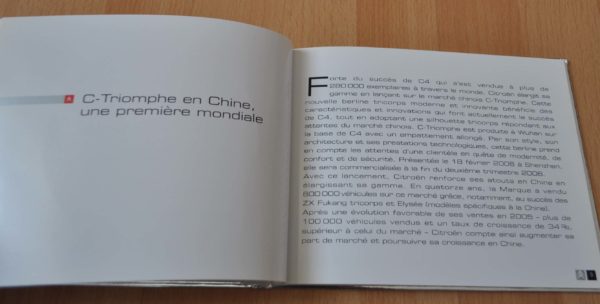 C-Triomphe en Chine,
une première mondiale
Forte du succès de C4 qui s'est vendue à plus de
280 000 exemplaires à travers le monde, Citroën élargit sa
gamme en lançant sur le marché chinois C-Triomphe. Cette
nouvelle berline tricorps moderne et innovante bénéficie des
caractéristiques et innovations qui font actuellement le succès
de C4, tout en adoptant une silhouette tricorps répondant aux
attentes du marché chinois. C-Triomphe est produite à Wuhan sur
la base de C4 avec un empattement allongé. Par son style, son
architecture et ses prestations technologiques, cette berline prend
en compte les attentes d'une clientèle en quête de modernité, de
confort et de sécurité. Présentée le 18 février 2006 à Shenzhen,
elle sera commercialisée à la fin du deuxième trimestre 2006.
Avec ce lancement, Citroën renforce ses atouts en Chine en
élargissant sa gamme. En quatorze ans, la Marque a vendu
800 000 véhicules sur ce marché grâce, notamment, au succès des
ZX Fukang tricorps et Elysée (modèles spécifiques à la Chine).
Après une évolution favorable de ses ventes en 2005 - plus de
100 000 véhicules vendus et un taux de croissance de 34 %,
supérieur à celui du marché - Citroën compte ainsi augmenter sa
part de marché et poursuivre sa croissance en Chine.